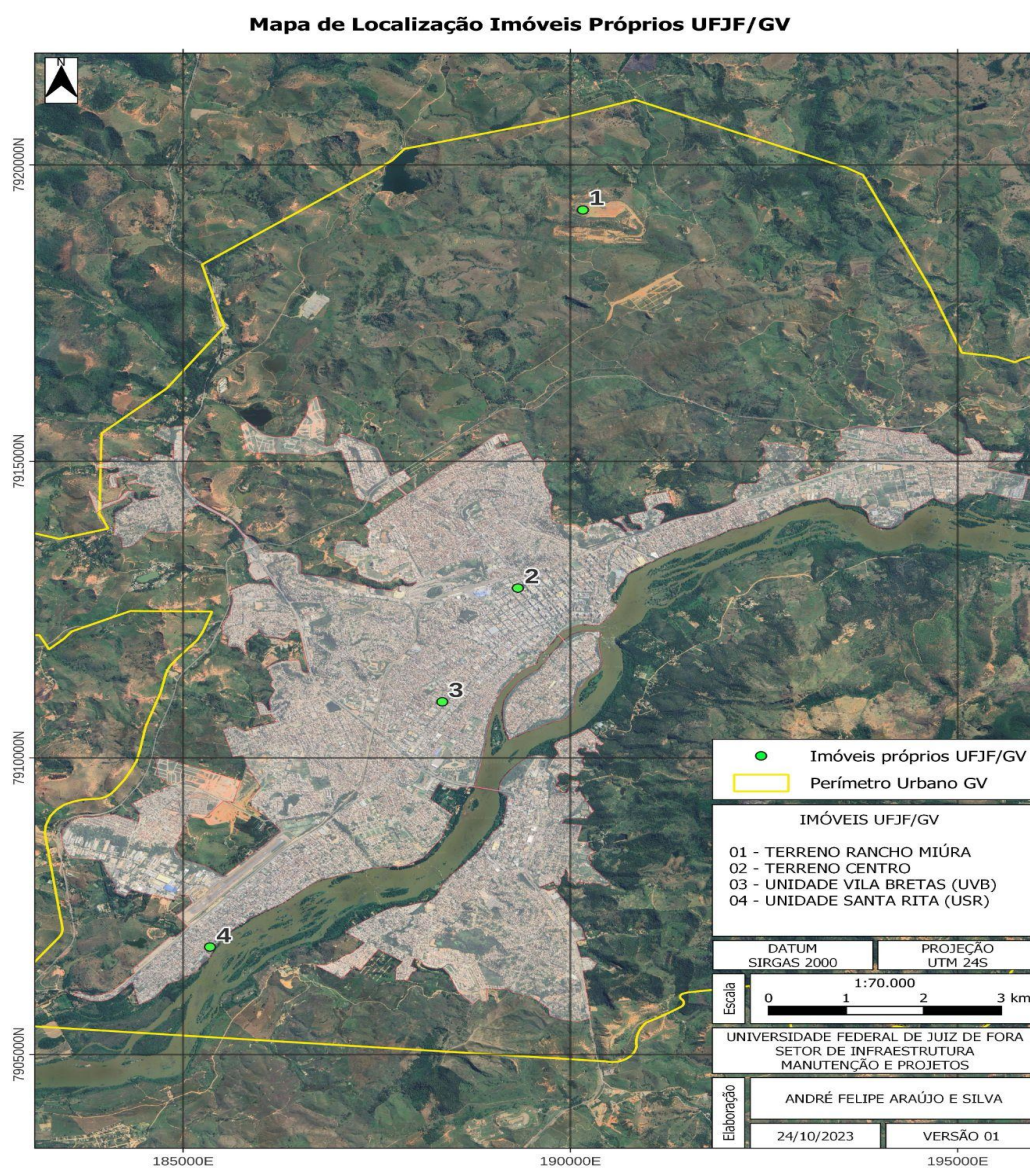 Mapa de Localização Imóveis Próprios UFJF/GV
N
7920000N
7915000N
7910000N
7905000N
1
2
3
4
Imóveis próprios UFJF/GV
Perímetro Urbano GV
IMÓVEIS UFJF/GV
01 - TERRENO RANCHO MIÚRA
02 - TERRENO CENTRO
03 - UNIDADE VILA BRETAS (UVB)
04 - UNIDADE SANTA RITA (USR)
DATUM
SIRGAS 2000
PROJEÇÃO
UTM 24S
Escala
1:70.000
0 1 2 3 km
UNIVERSIDADE FEDERAL DE JUIZ DE FORA
SETOR DE INFRAESTRUTURA
MANUTENÇÃO E PROJETOS
Elaboração
ANDRÉ FELIPE ARAÚJO E SILVA
24/10/2023
VERSÃO 01
185000E
190000E
195000E